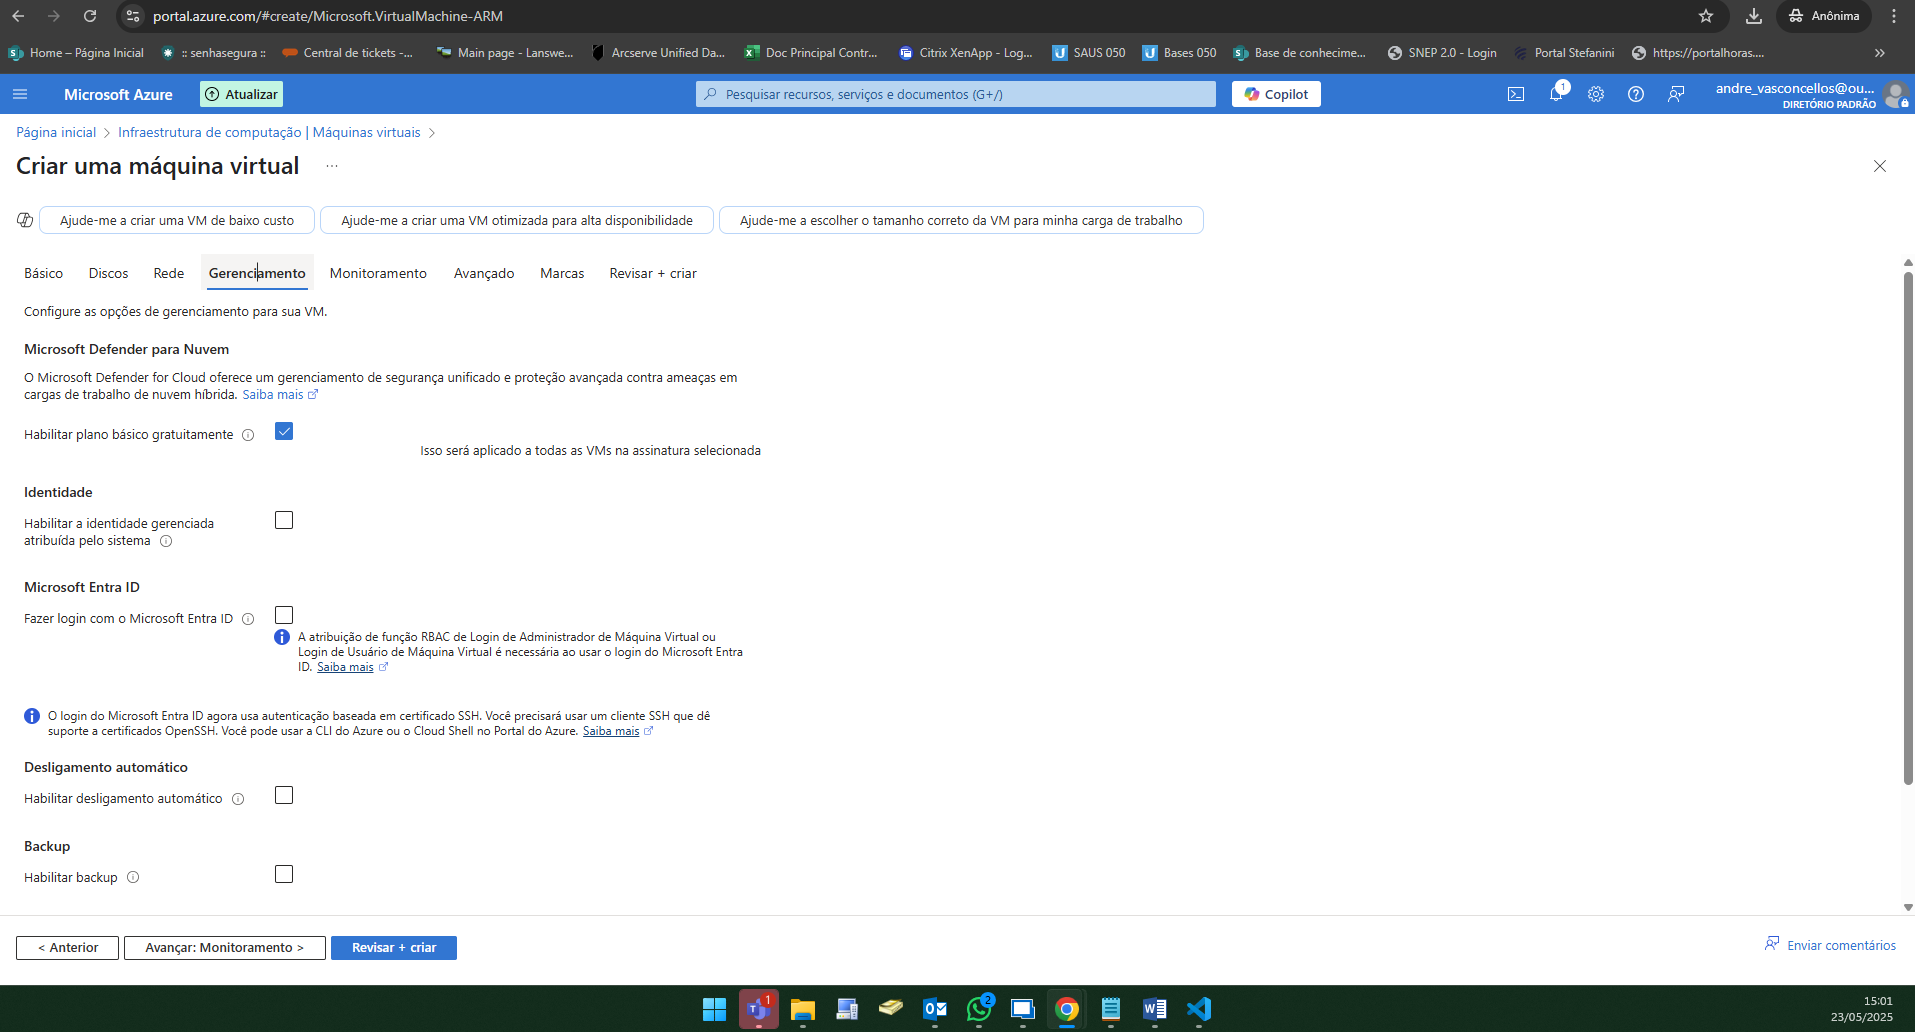 portal.azure.com/#create/Microsoft.VirtualMachine-ARM
Anônima
Home – Página Inicial
:: senhasegura ::
Central de tickets -...
Main page - Lanswe...
Arcserve Unified Da...
Doc Principal Contr...
Citrix XenApp - Log...
SAUS 050
Bases 050
Base de conhecime...
SNEP 2.0 - Login
Portal Stefanini
https://portalhoras....
Microsoft Azure
Atualizar
Pesquisar recursos, serviços e documentos (G+/)
Copilot
1
andre_vasconcellos@ou...
DIRETÓRIO PADRÃO
Página inicial > Infraestrutura de computação | Máquinas virtuais >
Criar uma máquina virtual ...
Ajude-me a criar uma VM de baixo custo
Ajude-me a criar uma VM otimizada para alta disponibilidade
Ajude-me a escolher o tamanho correto da VM para minha carga de trabalho
Básico
Discos
Rede
Gerenciamento
Monitoramento
Avançado
Marcas
Revisar + criar
Configure as opções de gerenciamento para sua VM.
Microsoft Defender para Nuvem
O Microsoft Defender for Cloud oferece um gerenciamento de segurança unificado e proteção avançada contra ameaças em
cargas de trabalho de nuvem híbrida. Saiba mais
Habilitar plano básico gratuitamente
Isso será aplicado a todas as VMs na assinatura selecionada
Identidade
Habilitar a identidade gerenciada
atribuída pelo sistema
Microsoft Entra ID
Fazer login com o Microsoft Entra ID
A atribuição de função RBAC de Login de Administrador de Máquina Virtual ou
Login de Usuário de Máquina Virtual é necessária ao usar o login do Microsoft Entra
ID. Saiba mais
O login do Microsoft Entra ID agora usa autenticação baseada em certificado SSH. Você precisará usar um cliente SSH que dê
suporte a certificados OpenSSH. Você pode usar a CLI do Azure ou o Cloud Shell no Portal do Azure. Saiba mais
Desligamento automático
Habilitar desligamento automático
Backup
Habilitar backup
< Anterior
Avançar: Monitoramento >
Revisar + criar
Enviar comentários
1
2
15:01
23/05/2025